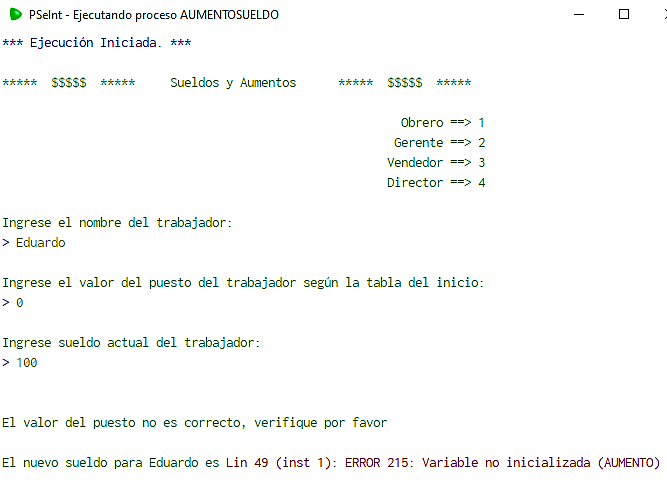 PSeInt - Ejecutando proceso AUMENTOSUELDO
*** Ejecución Iniciada. ***
***** $$$$$ ***** Sueldos y Aumentos ***** $$$$$ *****
Obrero ==> 1
Gerente ==> 2
Vendedor ==> 3
Director ==> 4
Ingrese el nombre del trabajador:
> Eduardo
Ingrese el valor del puesto del trabajador según la tabla del inicio:
> 0
Ingrese sueldo actual del trabajador:
> 100
El valor del puesto no es correcto, verifique por favor
El nuevo sueldo para Eduardo es Lin 49 (inst 1): ERROR 215: Variable no inicializada (AUMENTO)